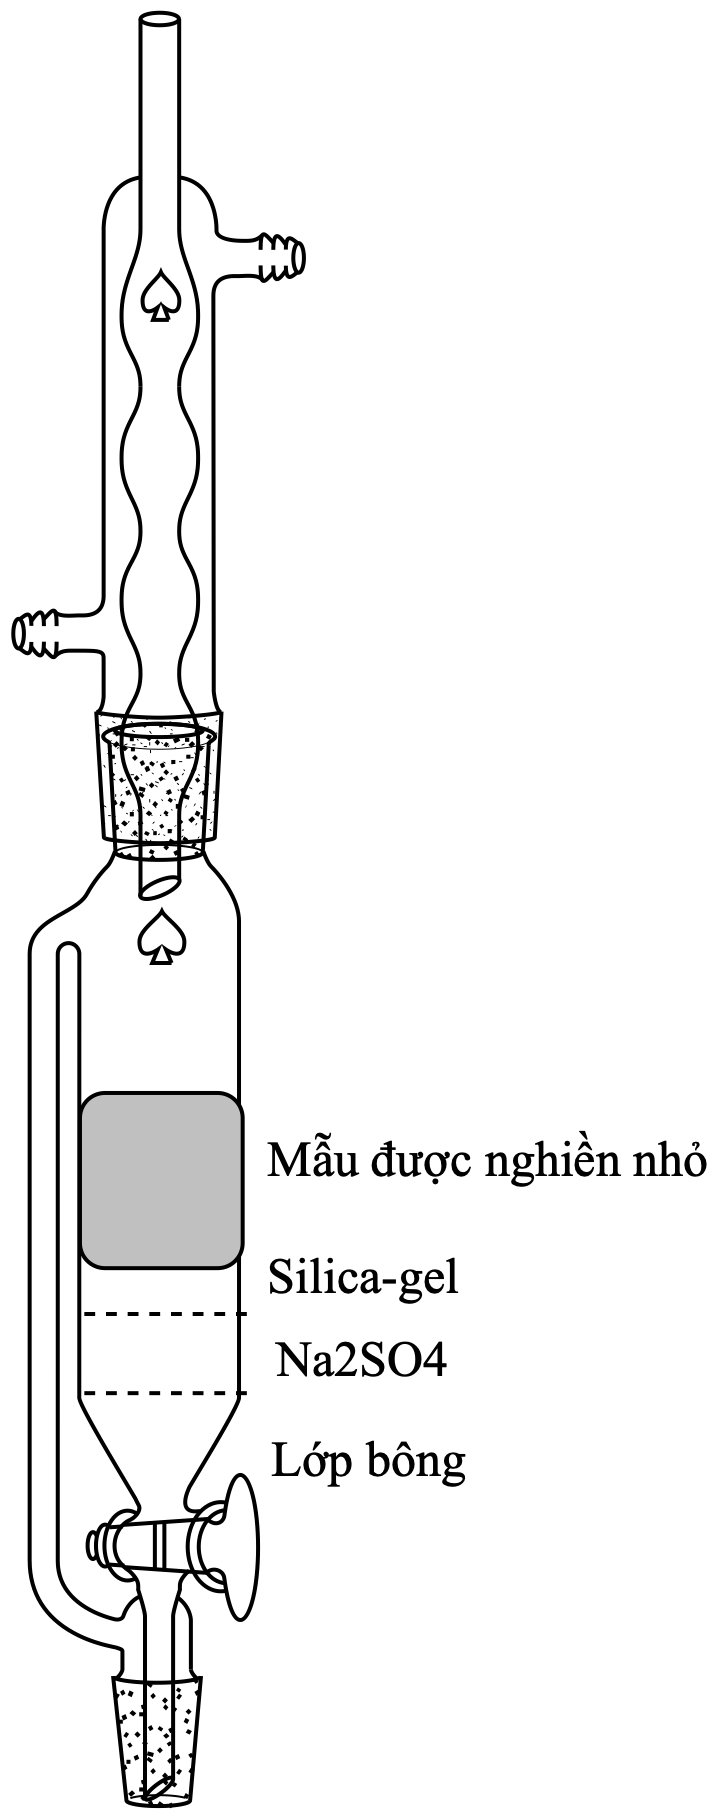 Mẫu được nghiền nhỏ
Silica-gel
Na2SO4
Lớp bông